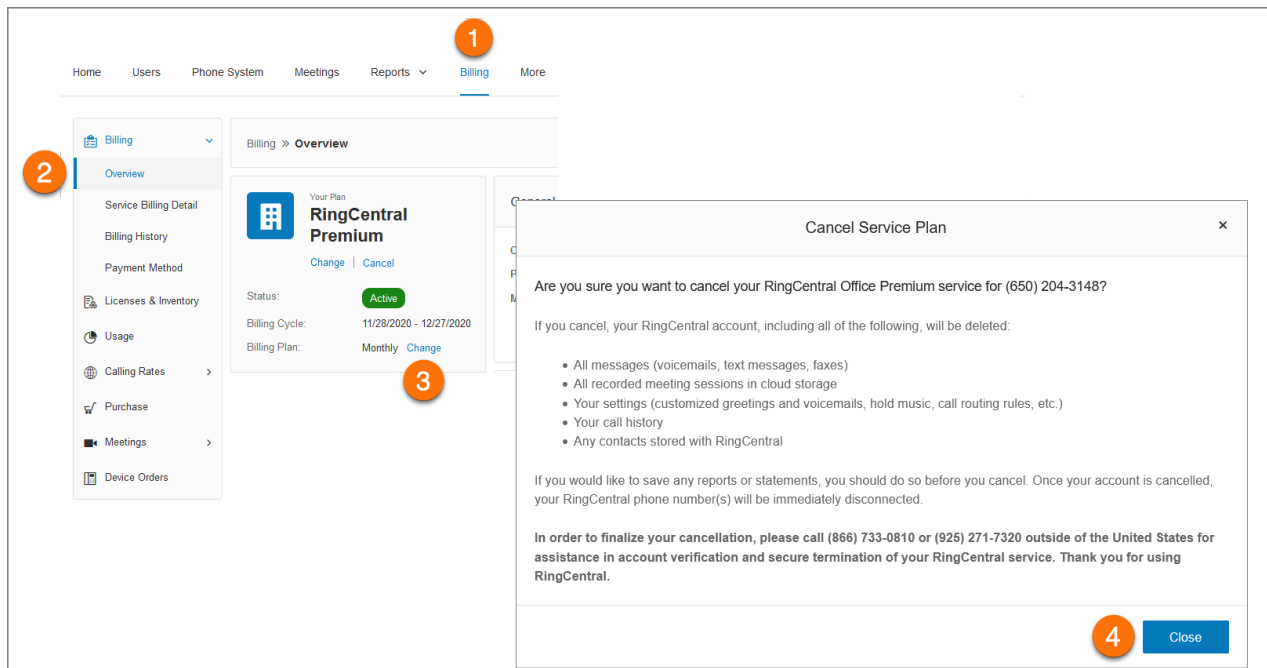 1
Home Users Phone System Meetings Reports Billing More
Billing
Billing » Overview
2
Overview
Service Billing Detail
Billing History
Payment Method
Licenses & Inventory
Usage
Calling Rates
Purchase
Meetings
Device Orders
Your Plan
RingCentral
Premium
Change | Cancel
Status: Active
Billing Cycle: 11/28/2020 - 12/27/2020
Billing Plan: Monthly Change
3
General
Cancel Service Plan ×
Are you sure you want to cancel your RingCentral Office Premium service for (650) 204-3148?
If you cancel, your RingCentral account, including all of the following, will be deleted:
• All messages (voicemails, text messages, faxes)
• All recorded meeting sessions in cloud storage
• Your settings (customized greetings and voicemails, hold music, call routing rules, etc.)
• Your call history
• Any contacts stored with RingCentral
If you would like to save any reports or statements, you should do so before you cancel. Once your account is cancelled,
your RingCentral phone number(s) will be immediately disconnected.
In order to finalize your cancellation, please call (866) 733-0810 or (925) 271-7320 outside of the United States for
assistance in account verification and secure termination of your RingCentral service. Thank you for using
RingCentral.
4 Close